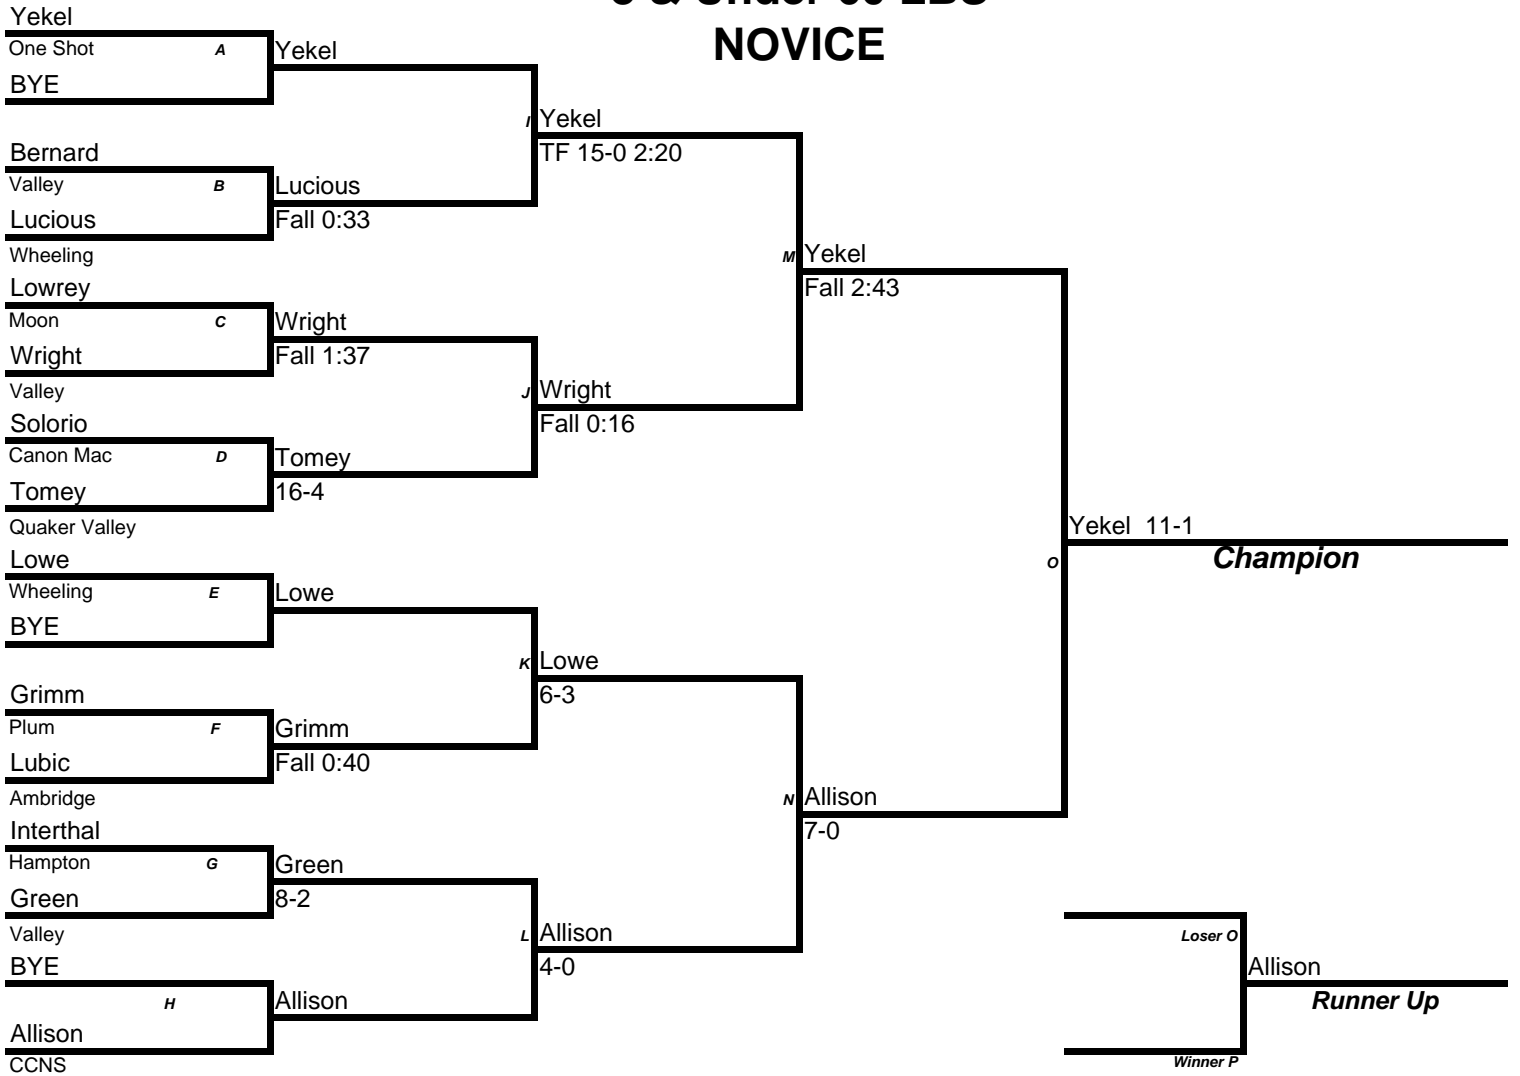 NOVICE
Yekel
One Shot A
BYE
Yekel
Bernard
Valley B
Lucious
Wheeling
Lucious
Fall 0:33
I Yekel
TF 15-0 2:20
Lowrey
Moon C
Wright
Valley
Wright
Fall 1:37
Solorio
Canon Mac D
Tomey
Quaker Valley
Tomey
16-4
J Wright
Fall 0:16
M Yekel
Fall 2:43
Lowe
Wheeling E
BYE
Lowe
Grimm
Plum F
Lubic
Ambridge
Grimm
Fall 0:40
K Lowe
6-3
Interthal
Hampton G
Green
Valley
Green
8-2
BYE
H
Allison
CCNS
Allison
L Allison
4-0
N Allison
7-0
O
Yekel 11-1
Champion
Loser O
Allison
Runner Up
Winner P